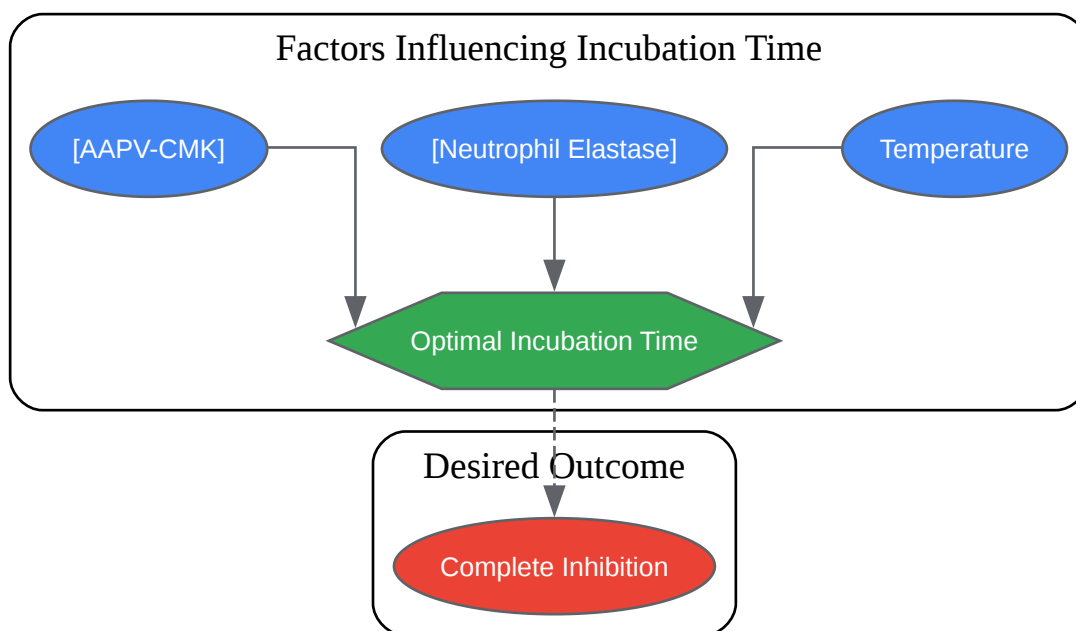 Factors Influencing Incubation Time
[AAPV-CMK]
[Neutrophil Elastase]
Temperature
Optimal Incubation Time
Desired Outcome
Complete Inhibition